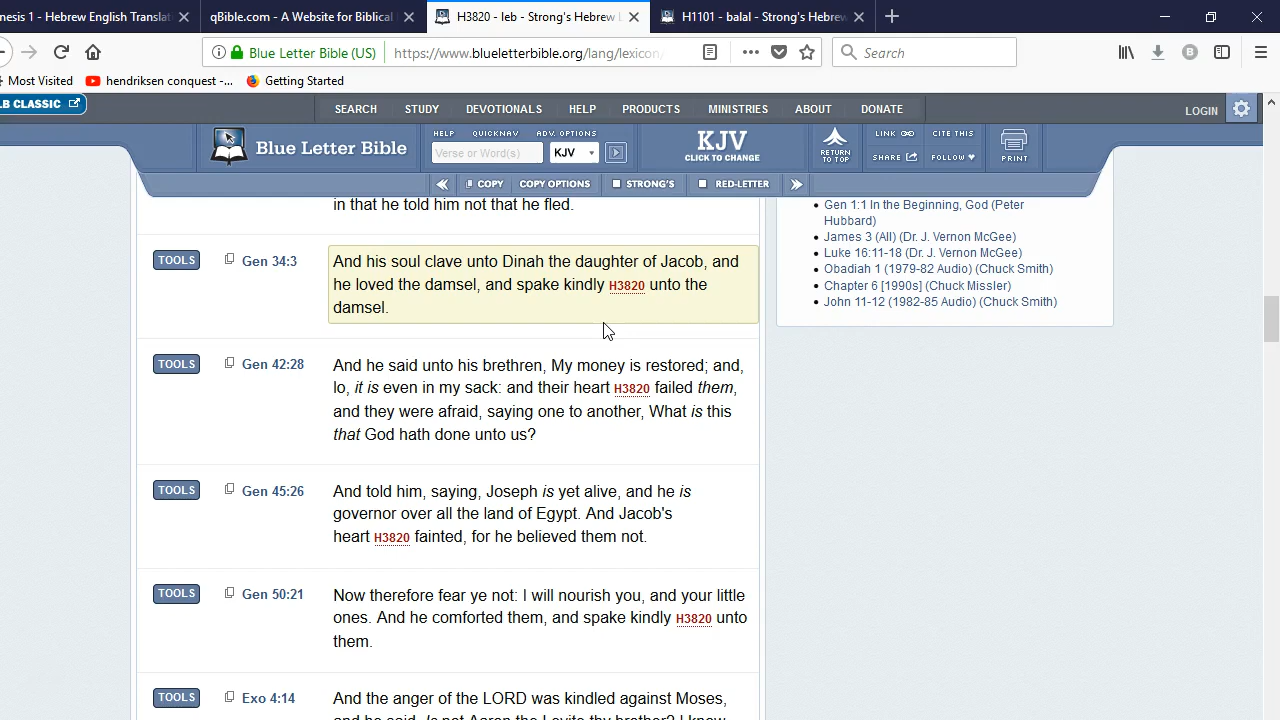 nesis 1 - Hebrew English Translat
qBible.com - A Website for Biblical
H3820 - leb - Strong's Hebrew L
H1101 - balal - Strong's Hebrew
Blue Letter Bible (US)
https://www.blueletterbible.org/lang/lexicon/
Search
Most Visited
hendriksen conquest -...
Getting Started
LB CLASSIC
SEARCH
STUDY
DEVOTIONALS
HELP
PRODUCTS
MINISTRIES
ABOUT
DONATE
LOGIN
Blue Letter Bible
HELP
QUICKNAV
ADV. OPTIONS
Verse or Word(s)
KJV
KJV
CLICK TO CHANGE
RETURN
TO TOP
LINK
CITE THIS
SHARE
FOLLOW
PRINT
COPY
COPY OPTIONS
STRONG'S
RED-LETTER
in that he told him not that he fled.
TOOLS
Gen 34:3
And his soul clave unto Dinah the daughter of Jacob, and
he loved the damsel, and spake kindly H3820 unto the
damsel.
TOOLS
Gen 42:28
And he said unto his brethren, My money is restored; and,
lo, it is even in my sack: and their heart H3820 failed them,
and they were afraid, saying one to another, What is this
that God hath done unto us?
TOOLS
Gen 45:26
And told him, saying, Joseph is yet alive, and he is
governor over all the land of Egypt. And Jacob's
heart H3820 fainted, for he believed them not.
TOOLS
Gen 50:21
Now therefore fear ye not: I will nourish you, and your little
ones. And he comforted them, and spake kindly H3820 unto
them.
TOOLS
Exo 4:14
And the anger of the LORD was kindled against Moses,
and he said, Is not Aaron the Levite thy brother? I know
Gen 1:1 In the Beginning, God (Peter
Hubbard)
James 3 (All) (Dr. J. Vernon McGee)
Luke 16:11-18 (Dr. J. Vernon McGee)
Obadiah 1 (1979-82 Audio) (Chuck Smith)
Chapter 6 [1990s] (Chuck Missler)
John 11-12 (1982-85 Audio) (Chuck Smith)